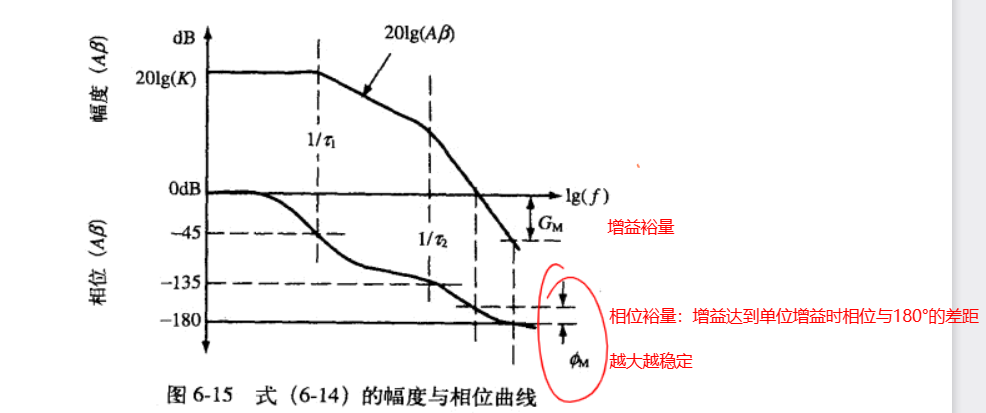 dB
20lg(Aβ)
幅度（Aβ）
20lg(K)
1/τ₁
0dB
lg(f)
G_M
增益裕量
相位（Aβ）
−45
1/τ₂
−135
−180
相位裕量：增益达到单位增益时相位与180°的差距
ϕ_M
越大越稳定
图 6-15 式（6-14）的幅度与相位曲线